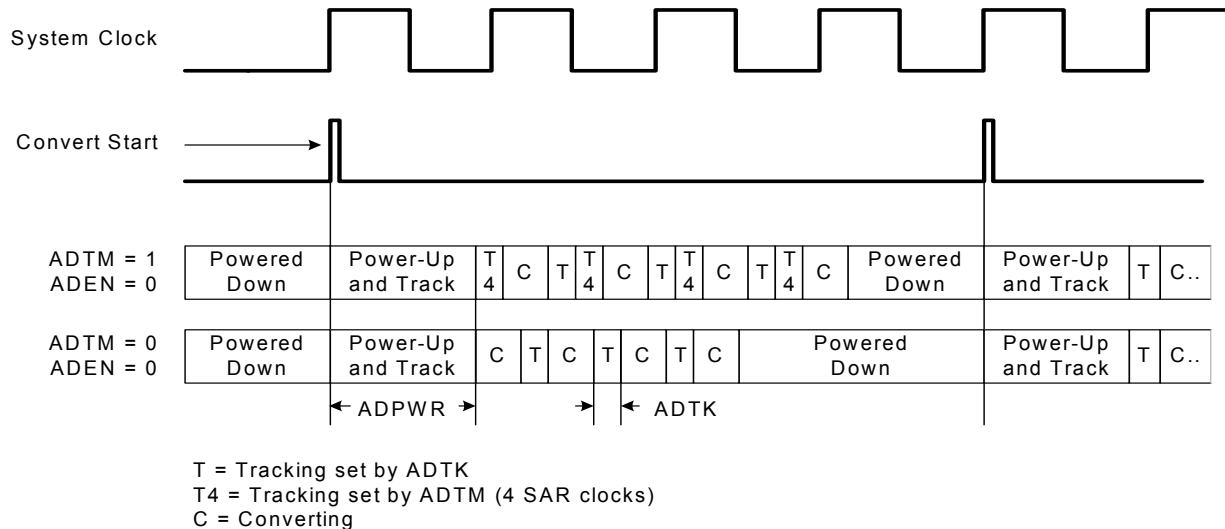 System Clock
Convert Start
ADTM = 1
ADEN = 0
Powered
Down
Power-Up
and Track
T
4
C
T
T
4
C
T
T
4
C
T
T
4
C
Powered
Down
Power-Up
and Track
T
C..
ADTM = 0
ADEN = 0
Powered
Down
Power-Up
and Track
C
T
C
T
C
T
C
Powered
Down
Power-Up
and Track
T
C..
ADPWR
ADTK
T = Tracking set by ADTK
T4 = Tracking set by ADTM (4 SAR clocks)
C = Converting